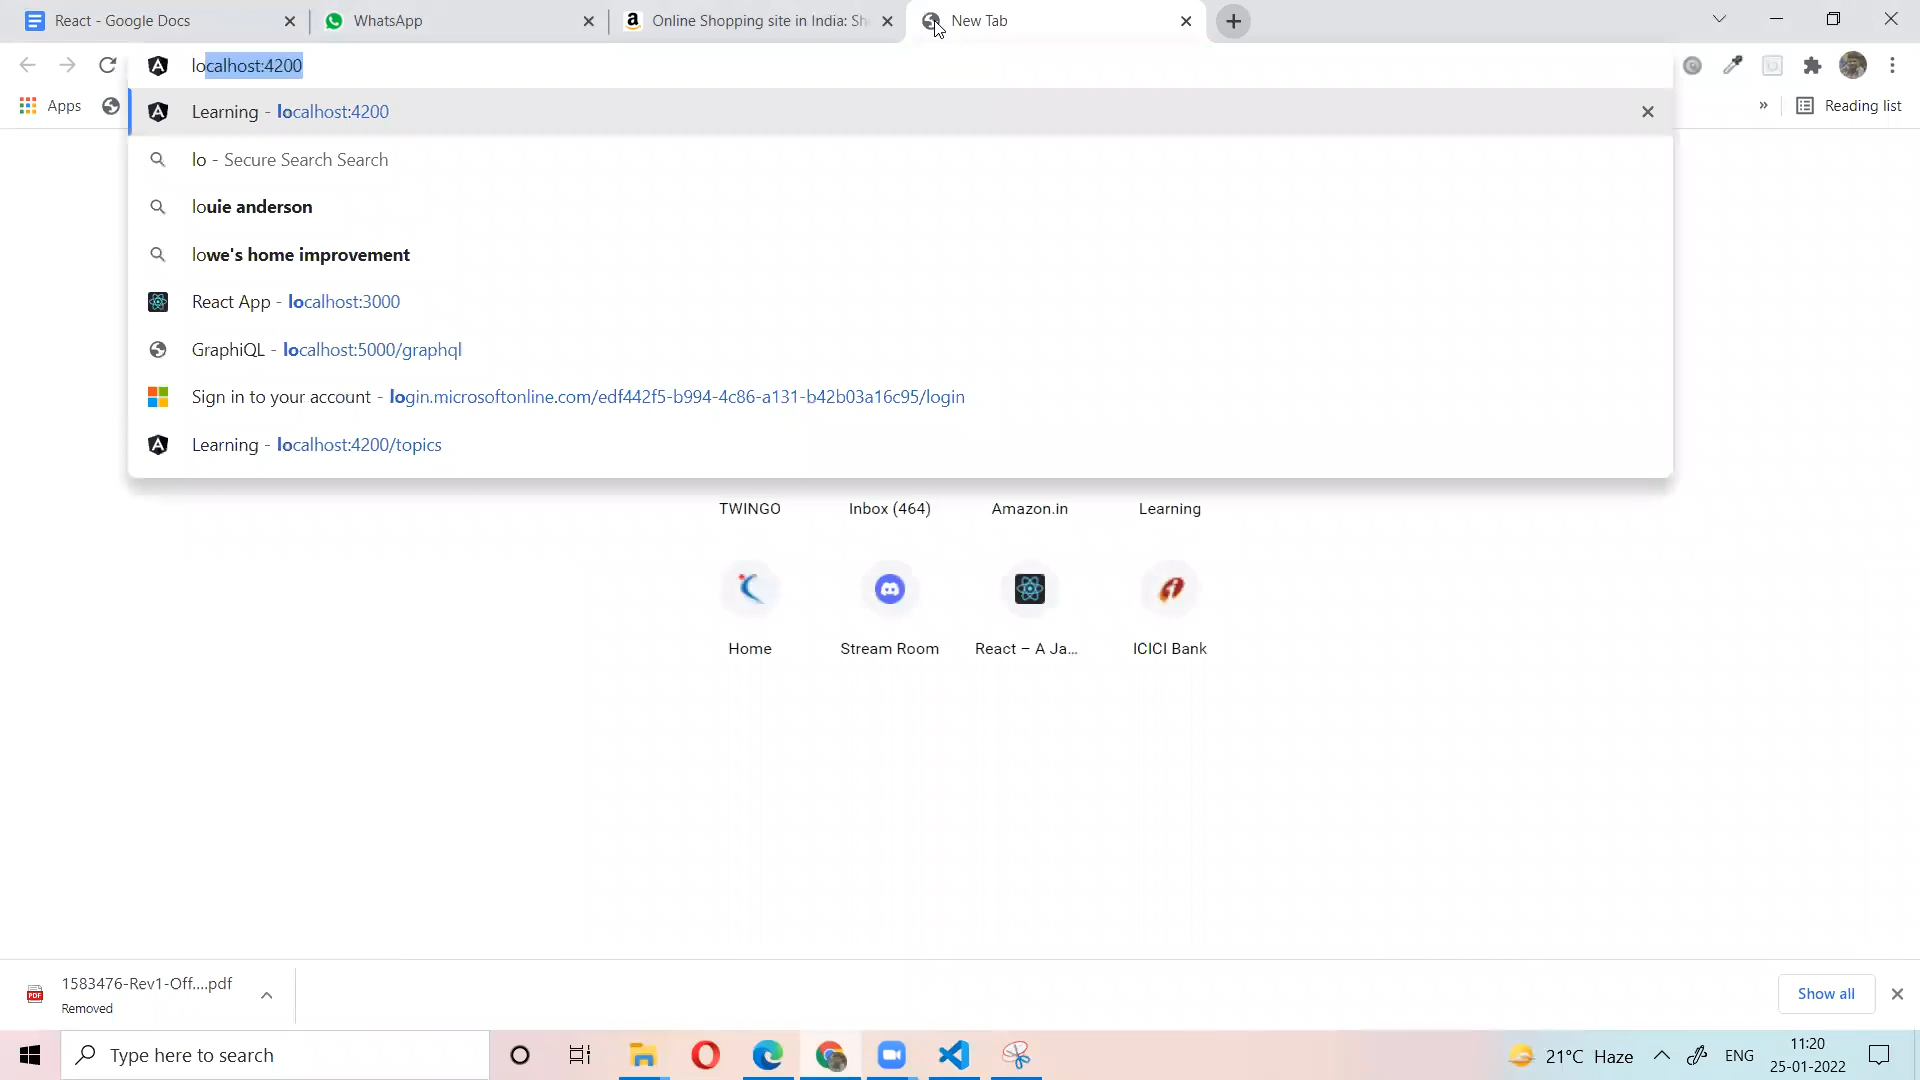 React - Google Docs
WhatsApp
Online Shopping site in India: Sh
New Tab
localhost:4200
Apps
Reading list
Learning - localhost:4200
lo - Secure Search Search
louie anderson
lowe's home improvement
React App - localhost:3000
GraphiQL - localhost:5000/graphql
Sign in to your account - login.microsoftonline.com/edf442f5-b994-4c86-a131-b42b03a16c95/login
Learning - localhost:4200/topics
TWINGO
Inbox (464)
Amazon.in
Learning
Home
Stream Room
React – A Ja...
ICICI Bank
1583476-Rev1-Off....pdf
Removed
Show all
Type here to search
21°C Haze
ENG
11:20
25-01-2022